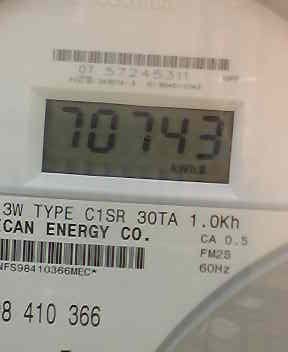 07 57245311
70743
kWh
3W TYPE C1SR 30TA 1.0Kh
CAN ENERGY CO.
CA 0.5
FM2S
60Hz
NFS98410366MEC*
8 410 366